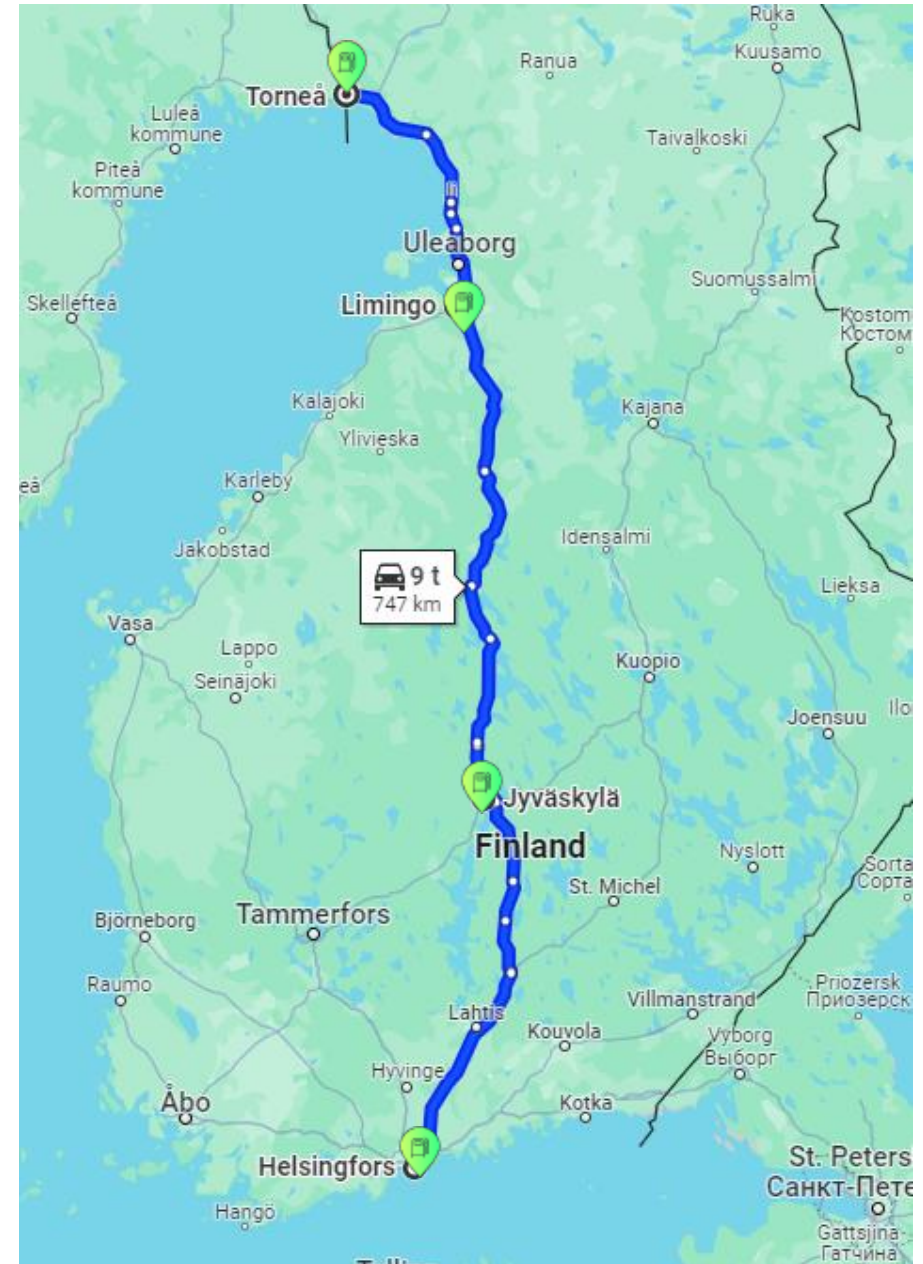 Ruka
Kuusamo
Ranua
Torneå
Luleå
kommune
Taivalkoski
Piteå
kommune
Ii
Uleåborg
Suomussalmi
Skellefteå
Limingo
Kostom
Костом
Kalajoki
Kajana
Ylivieska
eå
Karleby
Jakobstad
Idensalmi
9 t
747 km
Lieksa
Vasa
Lappo
Seinäjoki
Kuopio
Joensuu
Ilo
Jyväskylä
Finland
Nyslott
Sorta
Сорта
St. Michel
Björneborg
Tammerfors
Raumo
Villmanstrand
Priozersk
Приозерск
Lahtis
Kouvola
Vyborg
Выборг
Hyvinge
Åbo
Kotka
Helsingfors
St. Peters
Санкт-Пете
Hangö
Gattsjina
Гатчина